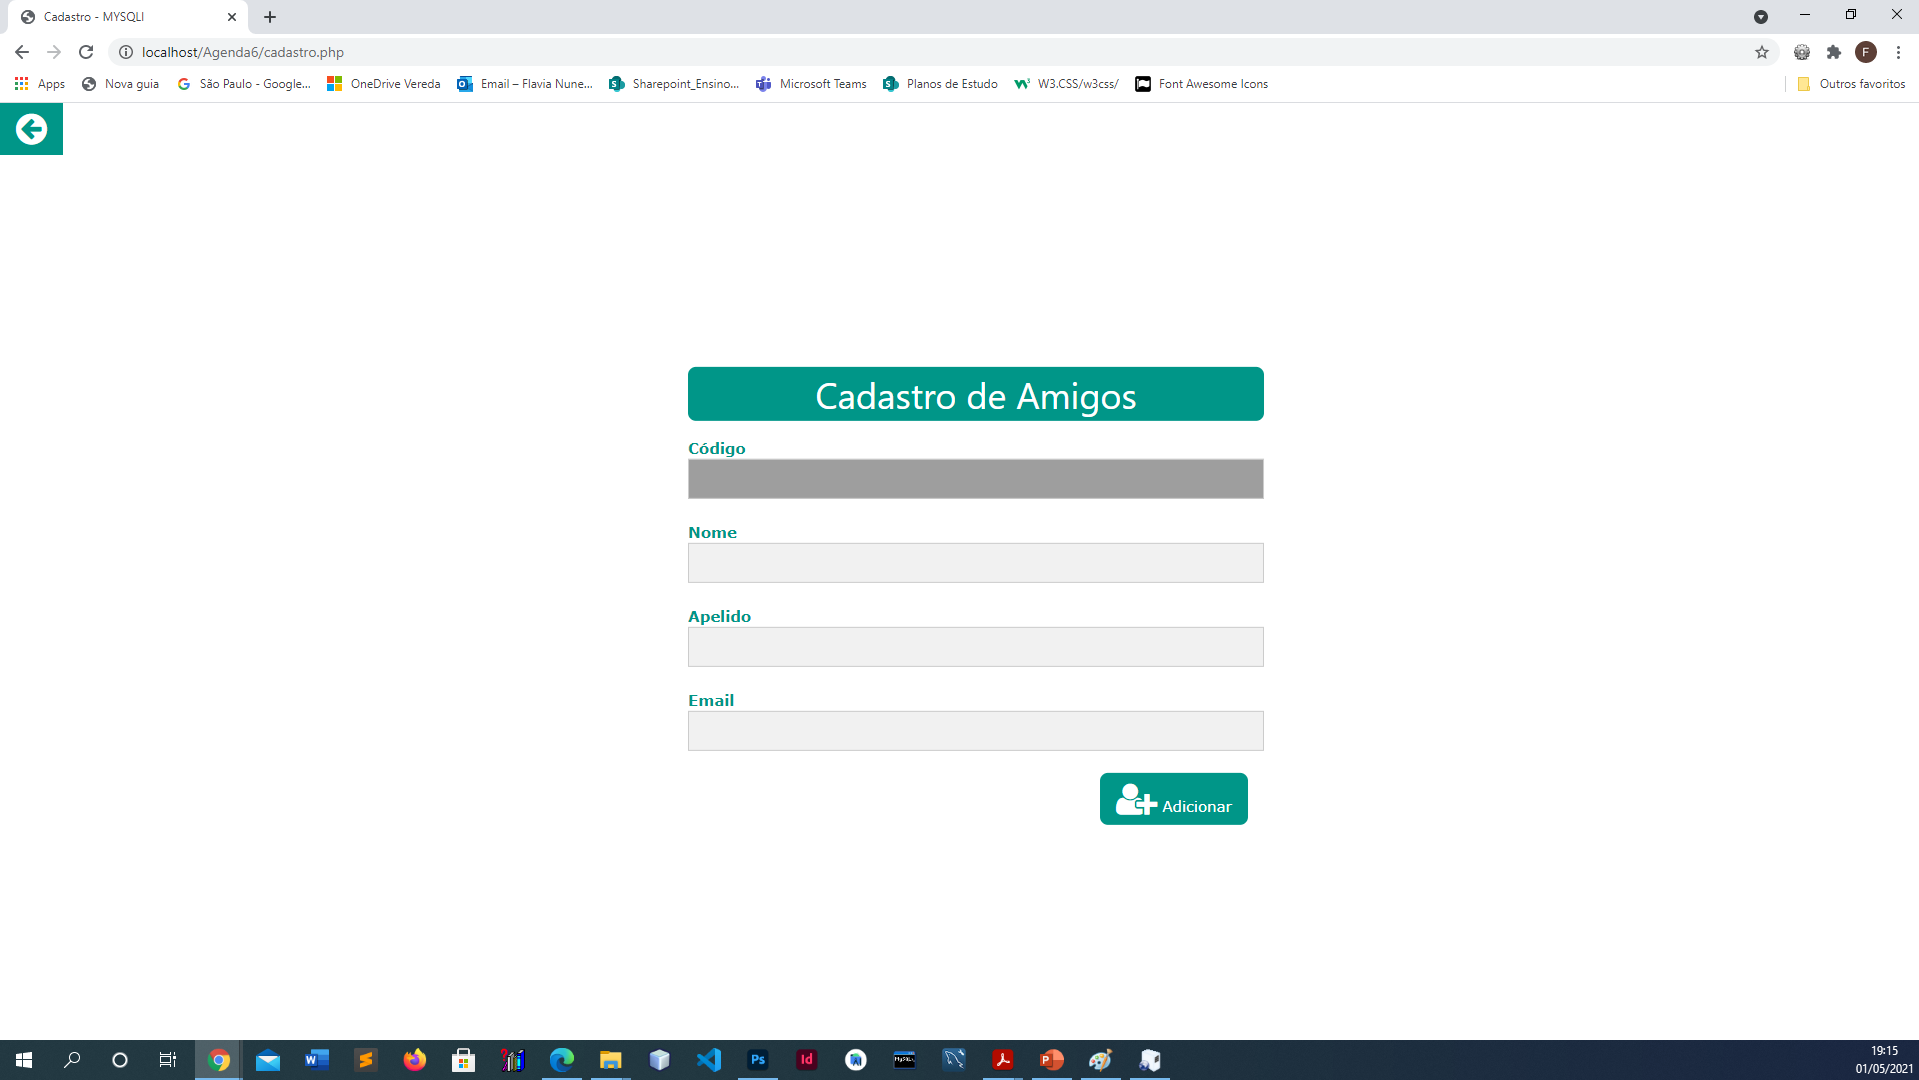 Cadastro - MYSQLI
localhost/Agenda6/cadastro.php
F
Apps
Nova guia
São Paulo - Google...
OneDrive Vereda
Email – Flavia Nune...
Sharepoint_Ensino...
Microsoft Teams
Planos de Estudo
W3.CSS/w3css/
Font Awesome Icons
Outros favoritos
Cadastro de Amigos
Código
Nome
Apelido
Email
Adicionar
19:15
01/05/2021